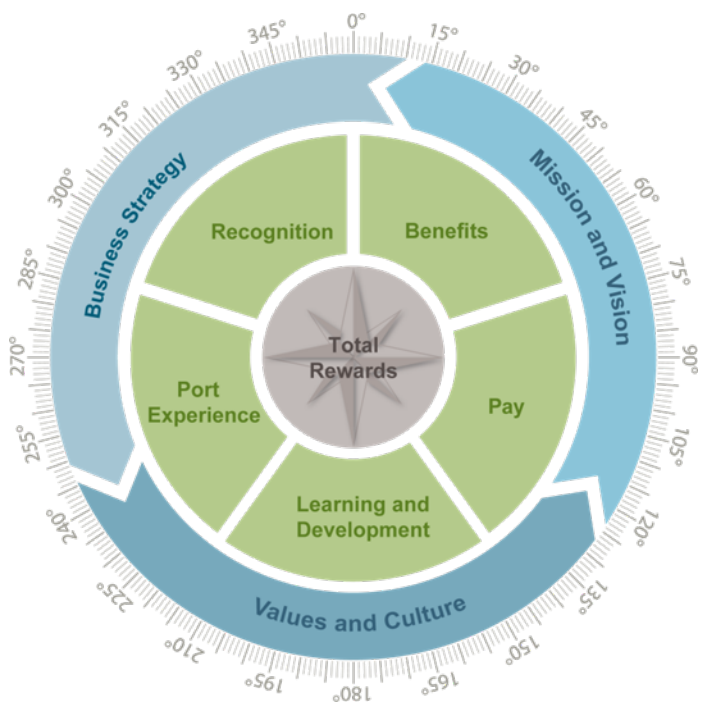 0°
15°
30°
45°
60°
75°
90°
105°
120°
135°
150°
165°
180°
195°
210°
225°
240°
255°
270°
285°
300°
315°
330°
345°
Mission and Vision
Values and Culture
Business Strategy
Benefits
Pay
Learning and
Development
Port
Experience
Recognition
Total
Rewards